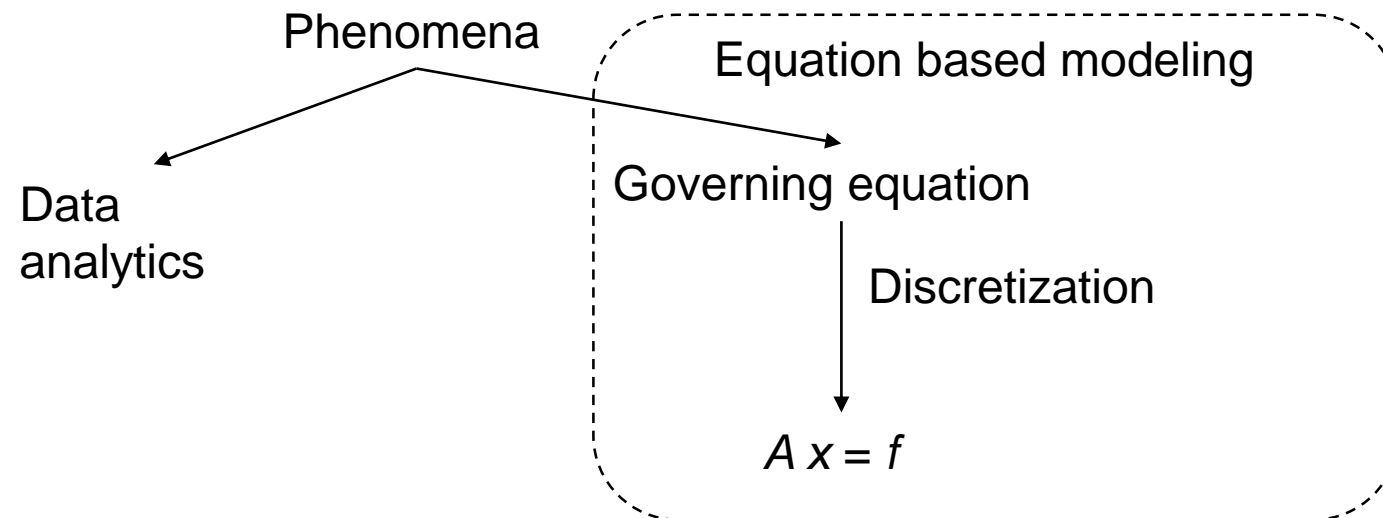 Phenomena
Equation based modeling
Data
analytics
Governing equation
Discretization
A x = f